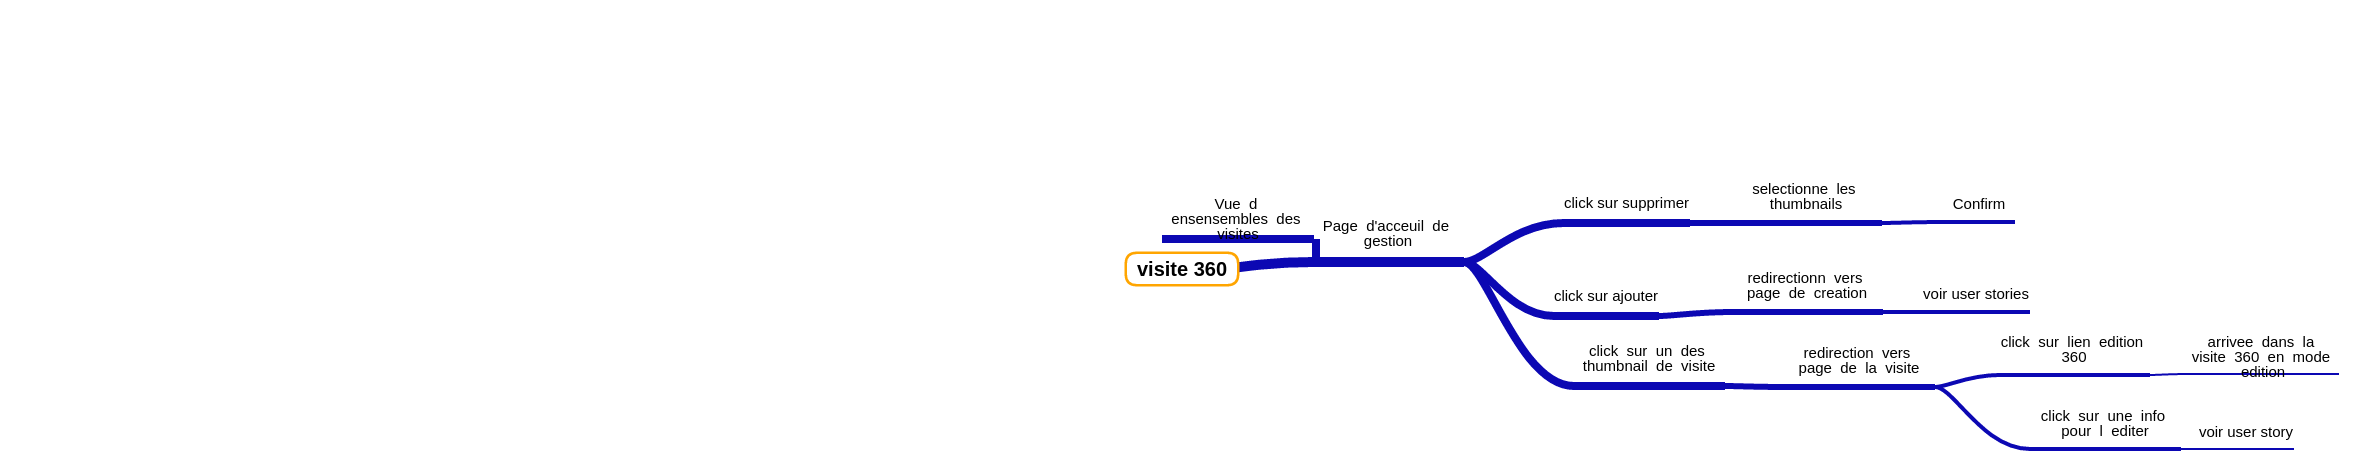 Vue d
ensensembles des
visites
visite 360
Page d'acceuil de
gestion
click sur supprimer
selectionne les
thumbnails
Confirm
click sur ajouter
redirectionn vers
page de creation
voir user stories
click sur un des
thumbnail de visite
redirection vers
page de la visite
click sur lien edition
360
arrivee dans la
visite 360 en mode
edition
click sur une info
pour l editer
voir user story